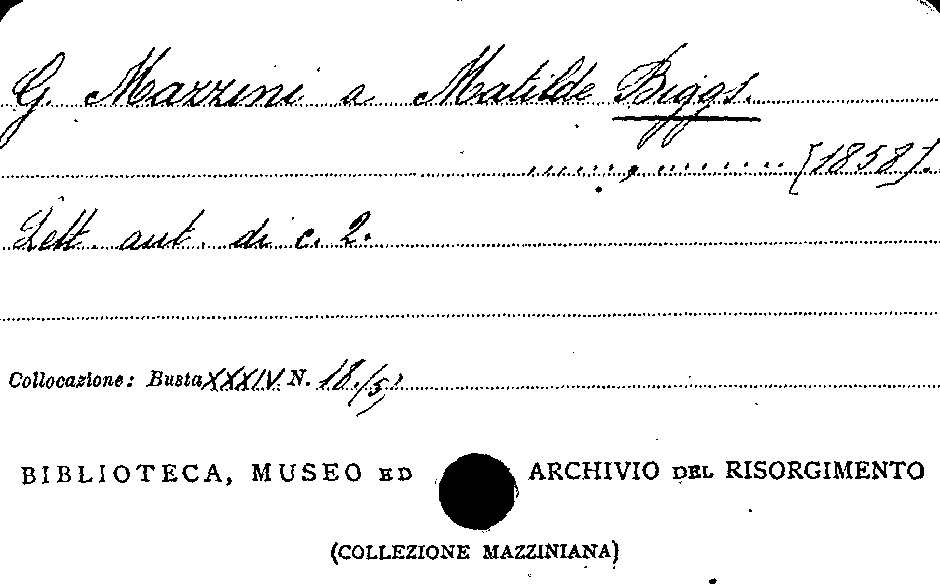 G. Mazzini a Matilde Biggs.
......, ...... [1858].
Lett. aut. di c. 2.
Collocazione: Busta XXXIV N. 18/5)
BIBLIOTECA, MUSEO ED ARCHIVIO DEL RISORGIMENTO
(COLLEZIONE MAZZINIANA)